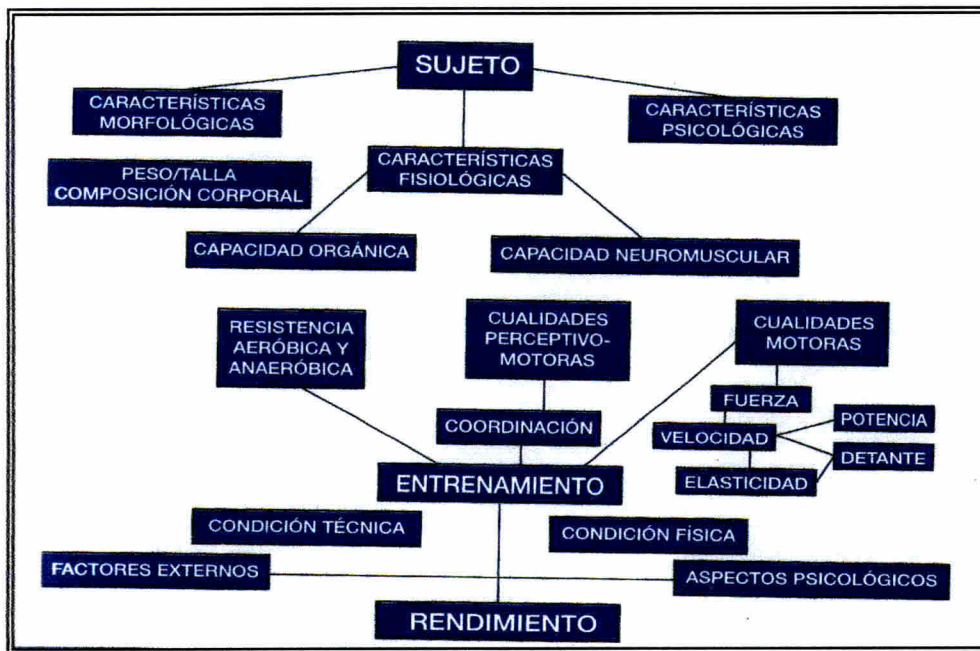 SUJETO
CARACTERÍSTICAS
MORFOLÓGICAS
CARACTERÍSTICAS
PSICOLÓGICAS
PESO/TALLA
COMPOSICIÓN CORPORAL
CARACTERÍSTICAS
FISIOLÓGICAS
CAPACIDAD ORGÁNICA
CAPACIDAD NEUROMUSCULAR
RESISTENCIA
AERÓBICA Y
ANAERÓBICA
CUALIDADES
PERCEPTIVO-
MOTORAS
CUALIDADES
MOTORAS
COORDINACIÓN
FUERZA
VELOCIDAD
POTENCIA
DETANTE
ELASTICIDAD
ENTRENAMIENTO
CONDICIÓN TÉCNICA
CONDICIÓN FÍSICA
FACTORES EXTERNOS
ASPECTOS PSICOLÓGICOS
RENDIMIENTO